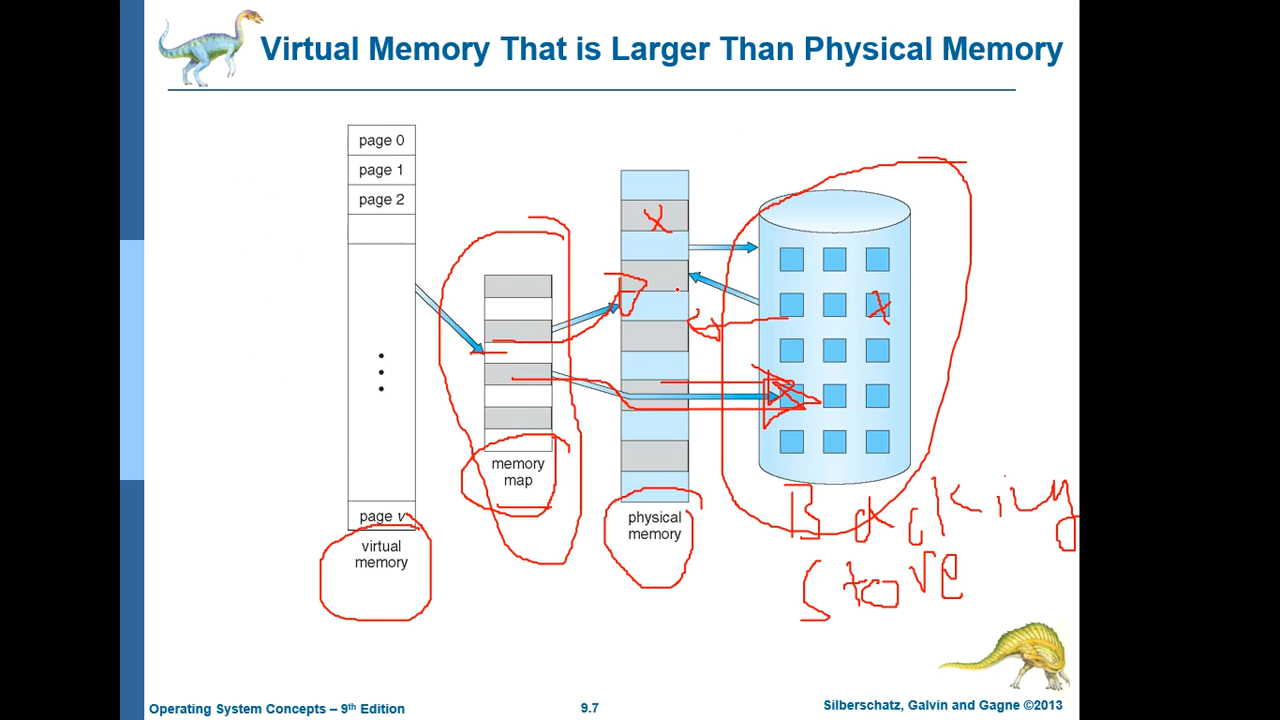 Virtual Memory That is Larger Than Physical Memory
page 0
page 1
page 2
page v
virtual
memory
memory
map
physical
memory
Backing
store
Operating System Concepts – 9th Edition
9.7
Silberschatz, Galvin and Gagne ©2013